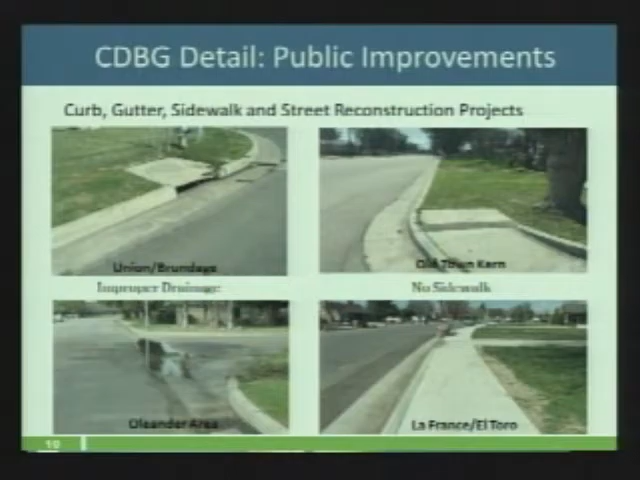 CDBG Detail: Public Improvements
Curb, Gutter, Sidewalk and Street Reconstruction Projects
Union/Brundage
Old Town Kern
Improper Drainage
No Sidewalk
Oleander Area
La France/El Toro
10